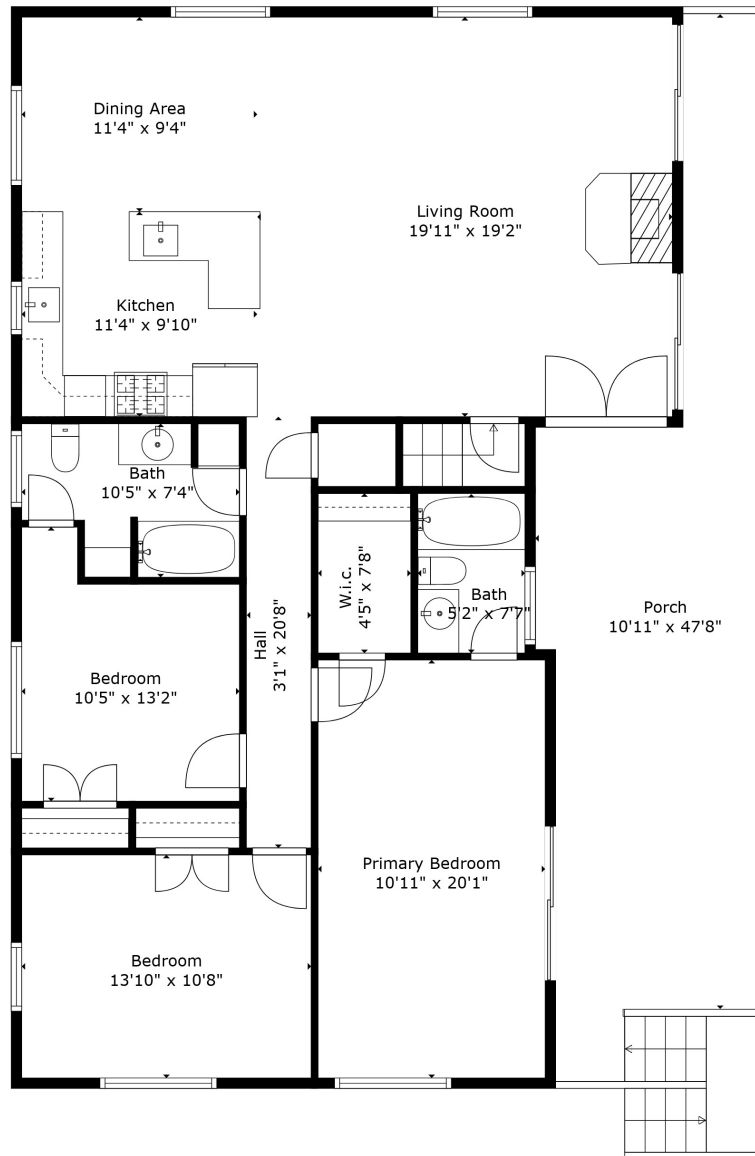 Dining Area
11'4" x 9'4"
Living Room
19'11" x 19'2"
Kitchen
11'4" x 9'10"
Bath
10'5" x 7'4"
W.i.c.
4'5" x 7'8"
Bath
5'2" x 7'7"
Porch
10'11" x 47'8"
Hall
3'1" x 20'8"
Bedroom
10'5" x 13'2"
Primary Bedroom
10'11" x 20'1"
Bedroom
13'10" x 10'8"